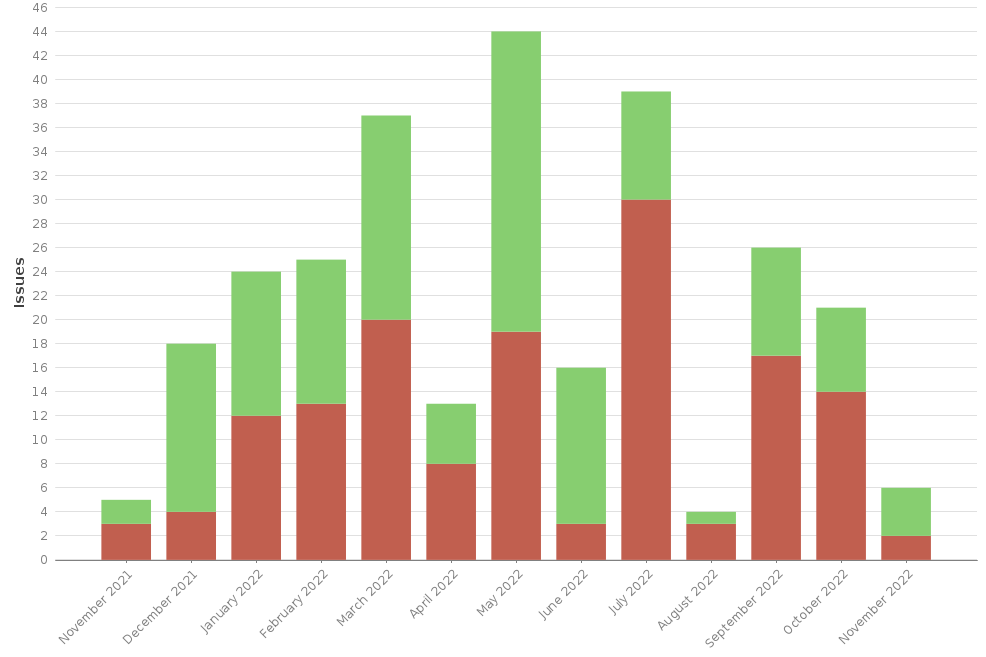 46
44
42
40
38
36
34
32
30
28
26
24
22
20
18
16
14
12
10
8
6
4
2
0
Issues
November 2021
December 2021
January 2022
February 2022
March 2022
April 2022
May 2022
June 2022
July 2022
August 2022
September 2022
October 2022
November 2022